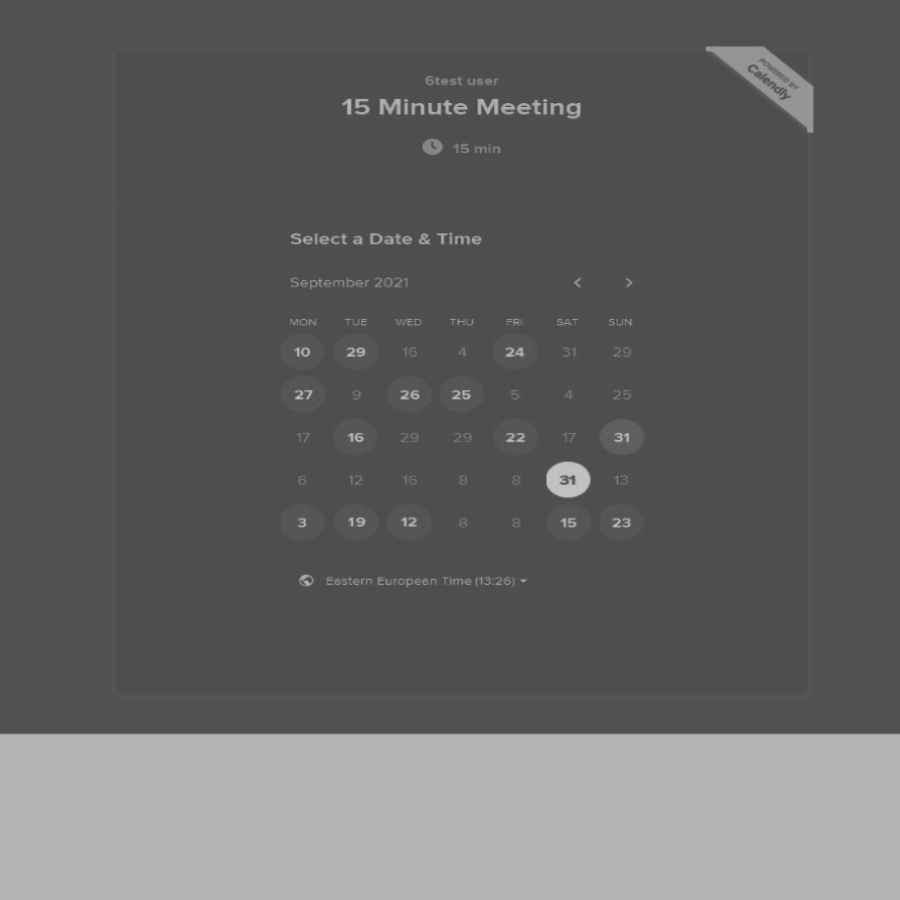 POWERED BY
Calendly
6test user
15 Minute Meeting
15 min
Select a Date & Time
September 2021 < >
MON TUE WED THU FRI SAT SUN
10 29 16 4 24 31 29
27 9 26 25 5 4 25
17 16 29 29 22 17 31
6 12 16 8 8 31 13
3 19 12 8 8 15 23
Eastern European Time (13:26)